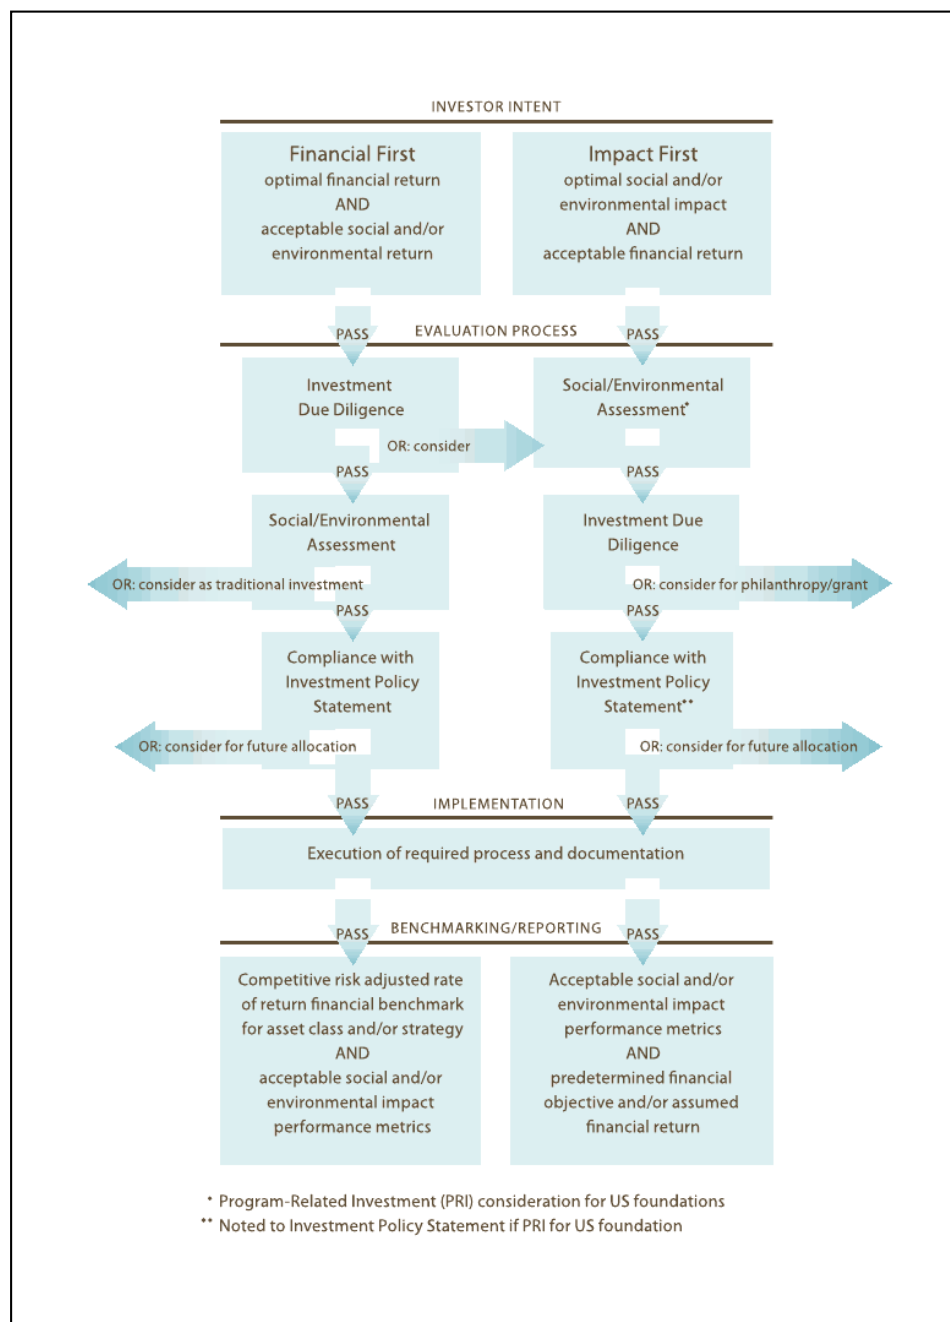 INVESTOR INTENT
Financial First
optimal financial return
AND
acceptable social and/or
environmental return
Impact First
optimal social and/or
environmental impact
AND
acceptable financial return
PASS
EVALUATION PROCESS
PASS
Investment
Due Diligence
OR: consider
Social/Environmental
Assessment*
PASS
PASS
Social/Environmental
Assessment
Investment Due
Diligence
OR: consider as traditional investment
OR: consider for philanthropy/grant
PASS
PASS
Compliance with
Investment Policy
Statement
Compliance with
Investment Policy
Statement**
OR: consider for future allocation
OR: consider for future allocation
PASS
IMPLEMENTATION
PASS
Execution of required process and documentation
PASS
BENCHMARKING/REPORTING
PASS
Competitive risk adjusted rate
of return financial benchmark
for asset class and/or strategy
AND
acceptable social and/or
environmental impact
performance metrics
Acceptable social and/or
environmental impact
performance metrics
AND
predetermined financial
objective and/or assumed
financial return
* Program-Related Investment (PRI) consideration for US foundations
** Noted to Investment Policy Statement if PRI for US foundation